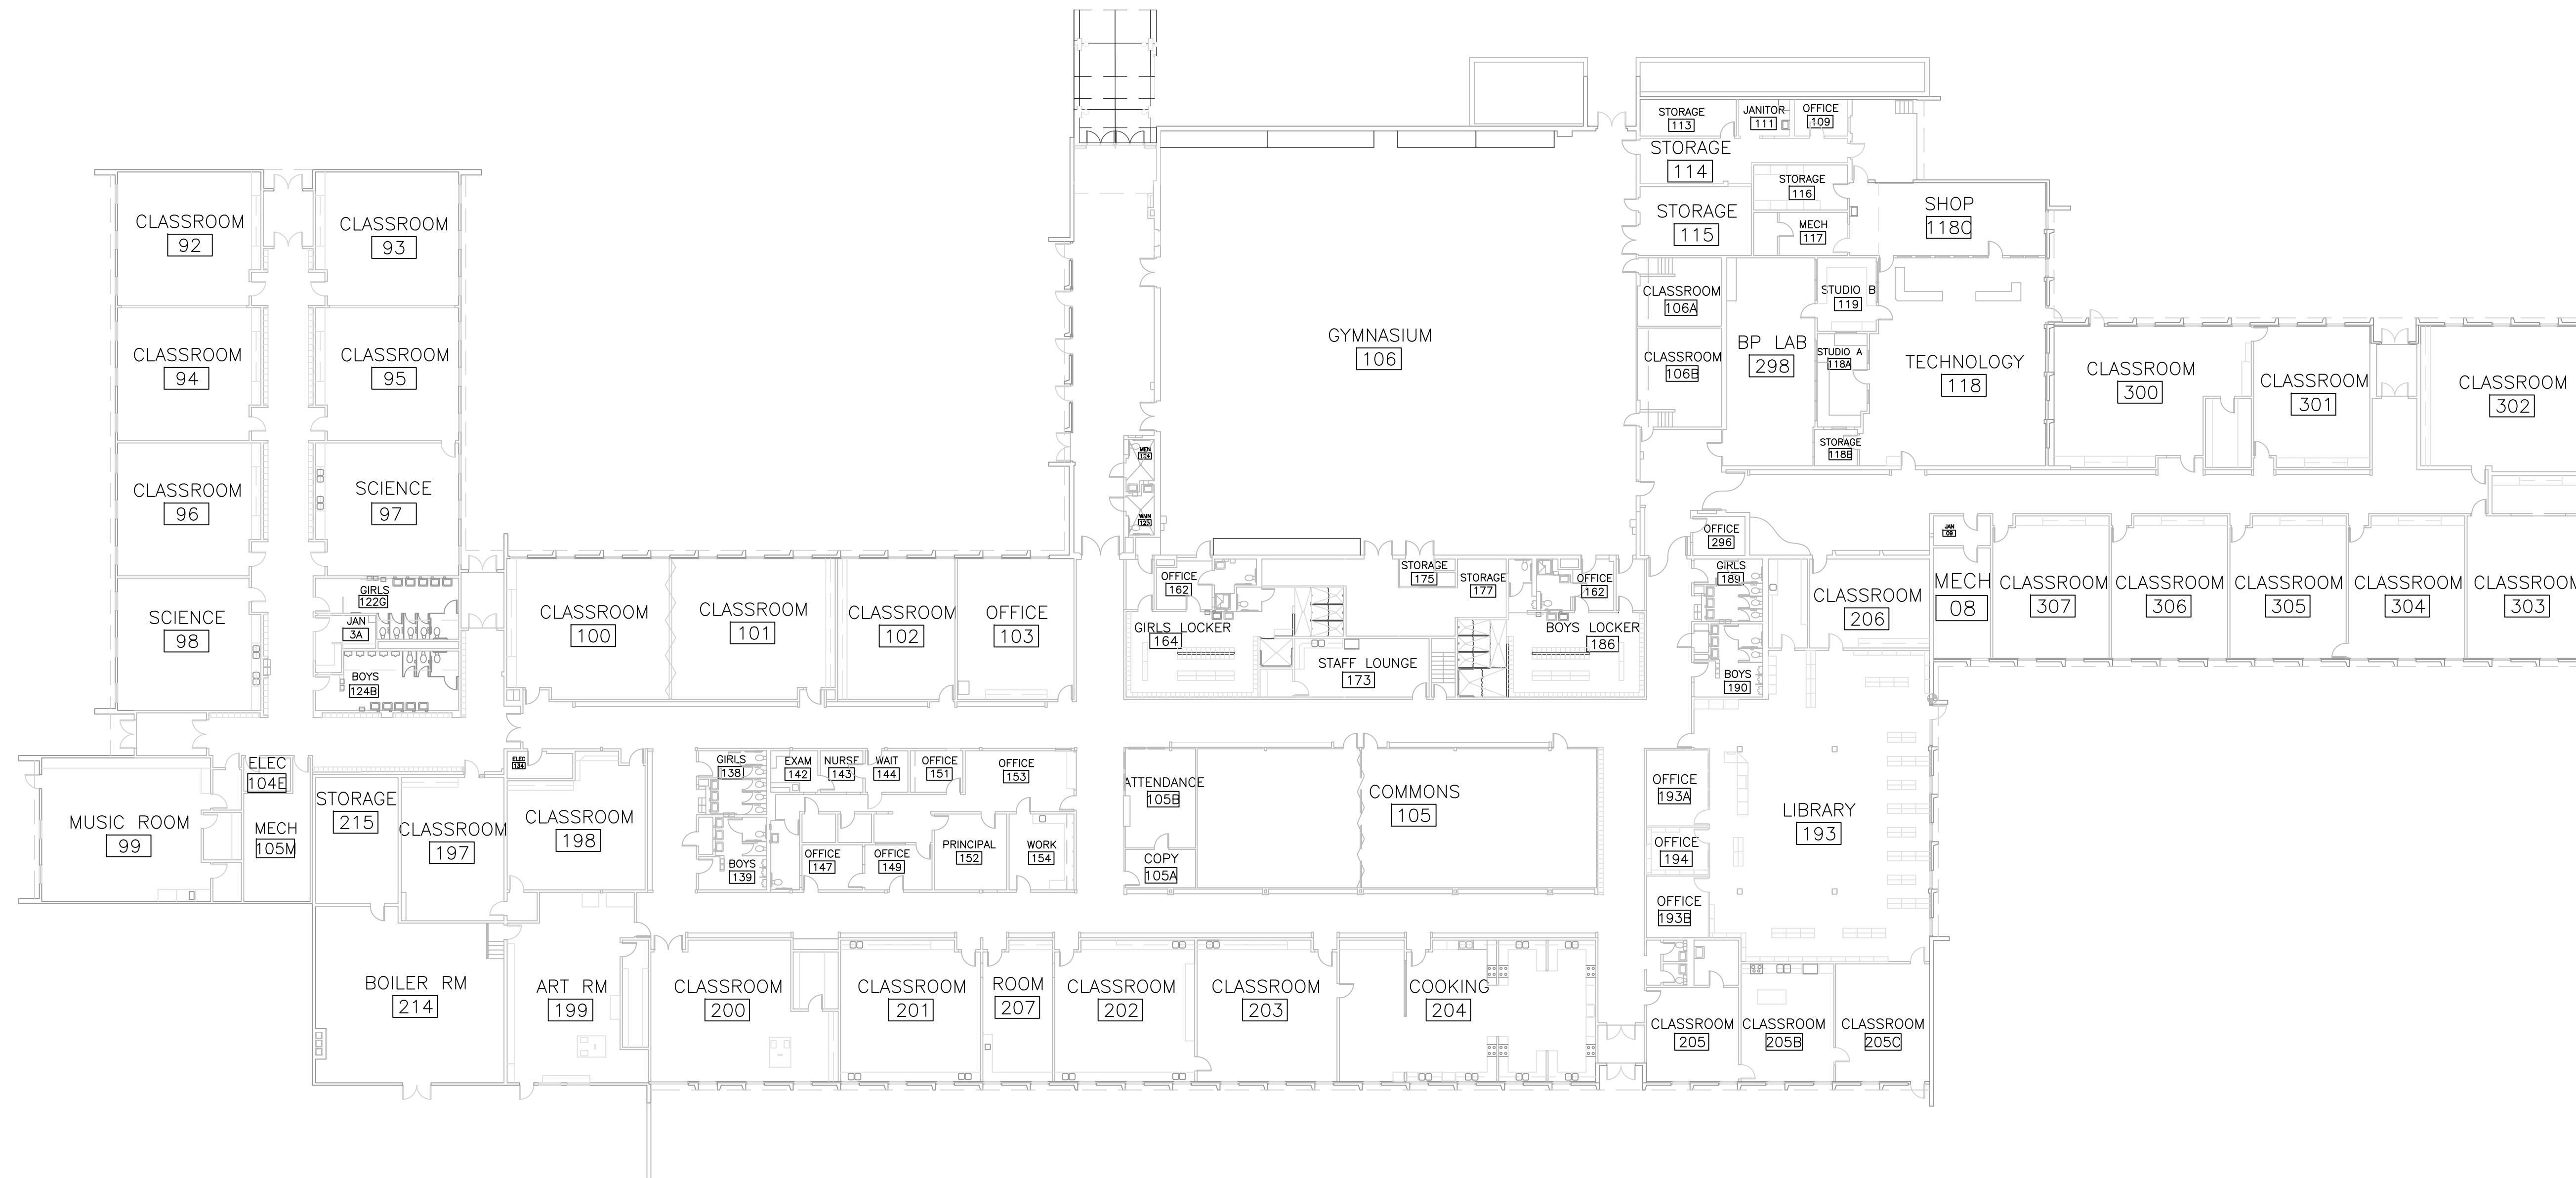 STORAGE
113
JANITOR
111
OFFICE
109
STORAGE
114
STORAGE
116
STORAGE
115
MECH
117
SHOP
118C
CLASSROOM
92
CLASSROOM
93
CLASSROOM
94
CLASSROOM
95
CLASSROOM
96
SCIENCE
97
SCIENCE
98
GIRLS
122G
JAN
3A
BOYS
124B
GYMNASIUM
106
CLASSROOM
106A
CLASSROOM
106B
BP LAB
298
STUDIO B
119
STUDIO A
118A
STORAGE
118B
TECHNOLOGY
118
CLASSROOM
300
CLASSROOM
301
CLASSROOM
302
MEN
124
WMN
123
CLASSROOM
100
CLASSROOM
101
CLASSROOM
102
OFFICE
103
OFFICE
162
GIRLS LOCKER
164
STORAGE
175
STORAGE
177
OFFICE
162
BOYS LOCKER
186
STAFF LOUNGE
173
OFFICE
296
GIRLS
189
BOYS
190
CLASSROOM
206
JAN
09
MECH
08
CLASSROOM
307
CLASSROOM
306
CLASSROOM
305
CLASSROOM
304
CLASSROOM
303
MUSIC ROOM
99
ELEC
104E
MECH
105M
STORAGE
215
CLASSROOM
197
ELEC
134
CLASSROOM
198
GIRLS
138
BOYS
139
EXAM
142
NURSE
143
WAIT
144
OFFICE
151
OFFICE
153
OFFICE
147
OFFICE
149
PRINCIPAL
152
WORK
154
ATTENDANCE
105B
COPY
105A
COMMONS
105
OFFICE
193A
OFFICE
194
OFFICE
193B
LIBRARY
193
BOILER RM
214
ART RM
199
CLASSROOM
200
CLASSROOM
201
ROOM
207
CLASSROOM
202
CLASSROOM
203
COOKING
204
CLASSROOM
205
CLASSROOM
205B
CLASSROOM
205C